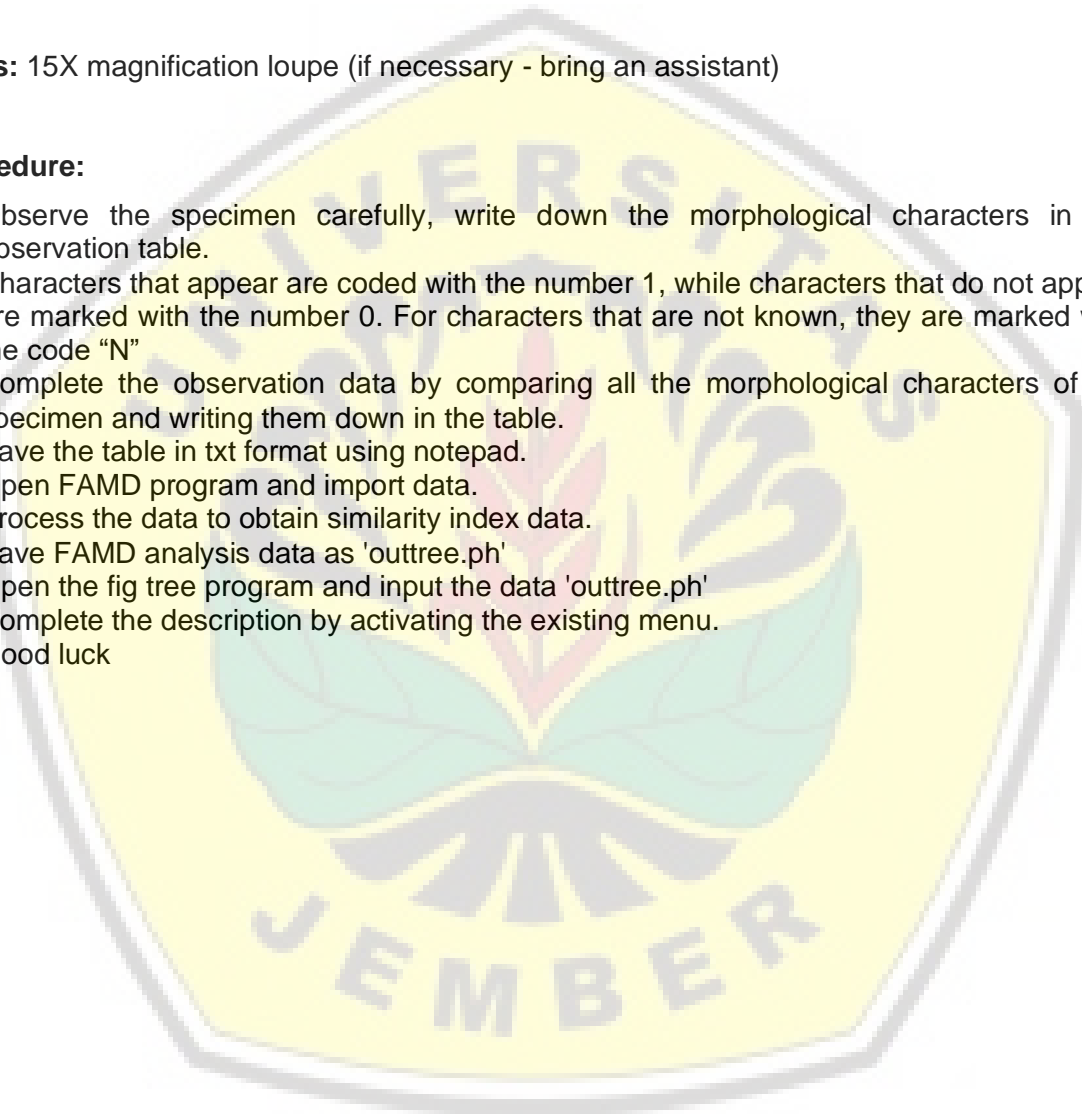 s: 15X magnification loupe (if necessary - bring an assistant)
edure:
bserve the specimen carefully, write down the morphological characters in
bservation table.
haracters that appear are coded with the number 1, while characters that do not app
re marked with the number 0. For characters that are not known, they are marked
e code “N”
omplete the observation data by comparing all the morphological characters of
pecimen and writing them down in the table.
ave the table in txt format using notepad.
pen FAMD program and import data.
rocess the data to obtain similarity index data.
ave FAMD analysis data as 'outtree.ph'
pen the fig tree program and input the data 'outtree.ph'
omplete the description by activating the existing menu.
ood luck
UNIVERSITAS
JEMBER